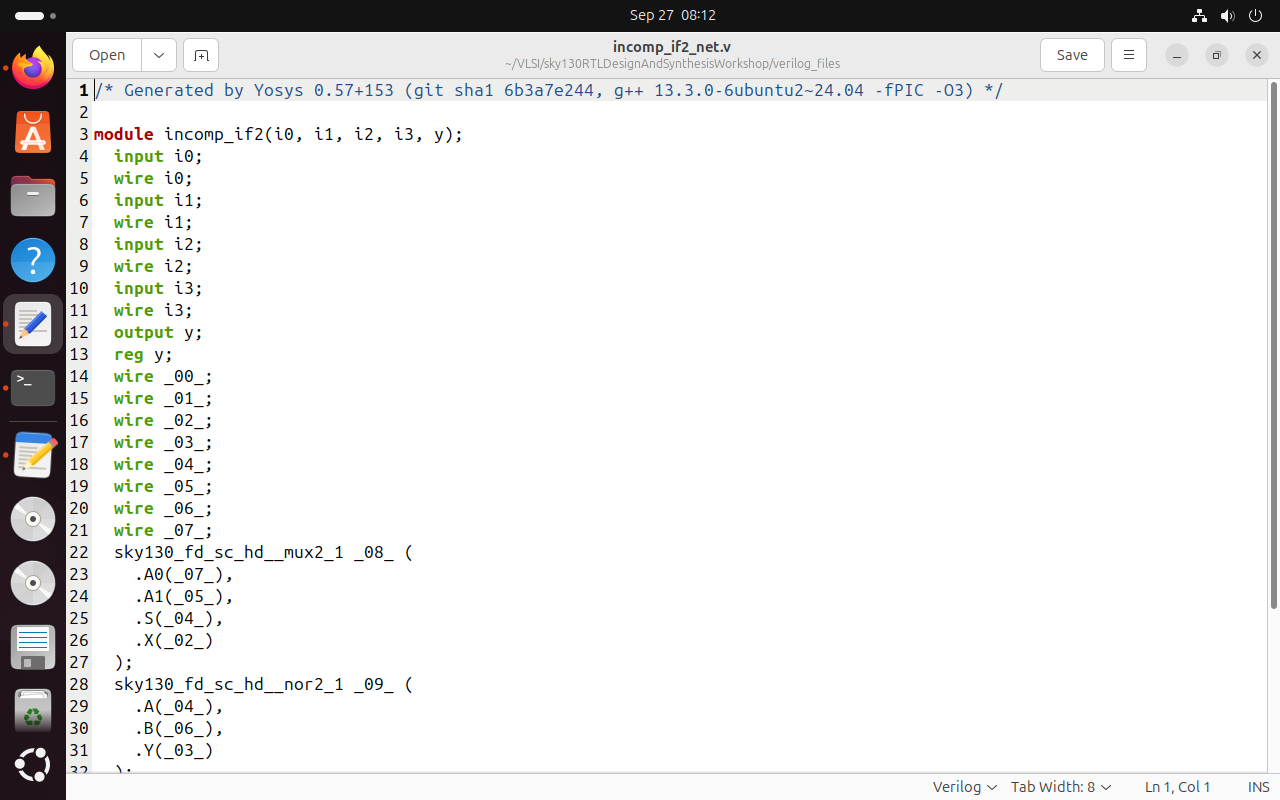 Sep 27 08:12
Open
incomp_if2_net.v
~/VLSI/sky130RTLDesignAndSynthesisWorkshop/verilog_files
Save
1 /* Generated by Yosys 0.57+153 (git sha1 6b3a7e244, g++ 13.3.0-6ubuntu2~24.04 -fPIC -O3) */
2
3 module incomp_if2(i0, i1, i2, i3, y);
4   input i0;
5   wire i0;
6   input i1;
7   wire i1;
8   input i2;
9   wire i2;
10   input i3;
11   wire i3;
12   output y;
13   reg y;
14   wire _00_;
15   wire _01_;
16   wire _02_;
17   wire _03_;
18   wire _04_;
19   wire _05_;
20   wire _06_;
21   wire _07_;
22   sky130_fd_sc_hd__mux2_1 _08_ (
23     .A0(_07_),
24     .A1(_05_),
25     .S(_04_),
26     .X(_02_)
27   );
28   sky130_fd_sc_hd__nor2_1 _09_ (
29     .A(_04_),
30     .B(_06_),
31     .Y(_03_)
32   );
Verilog Tab Width: 8 Ln 1, Col 1 INS